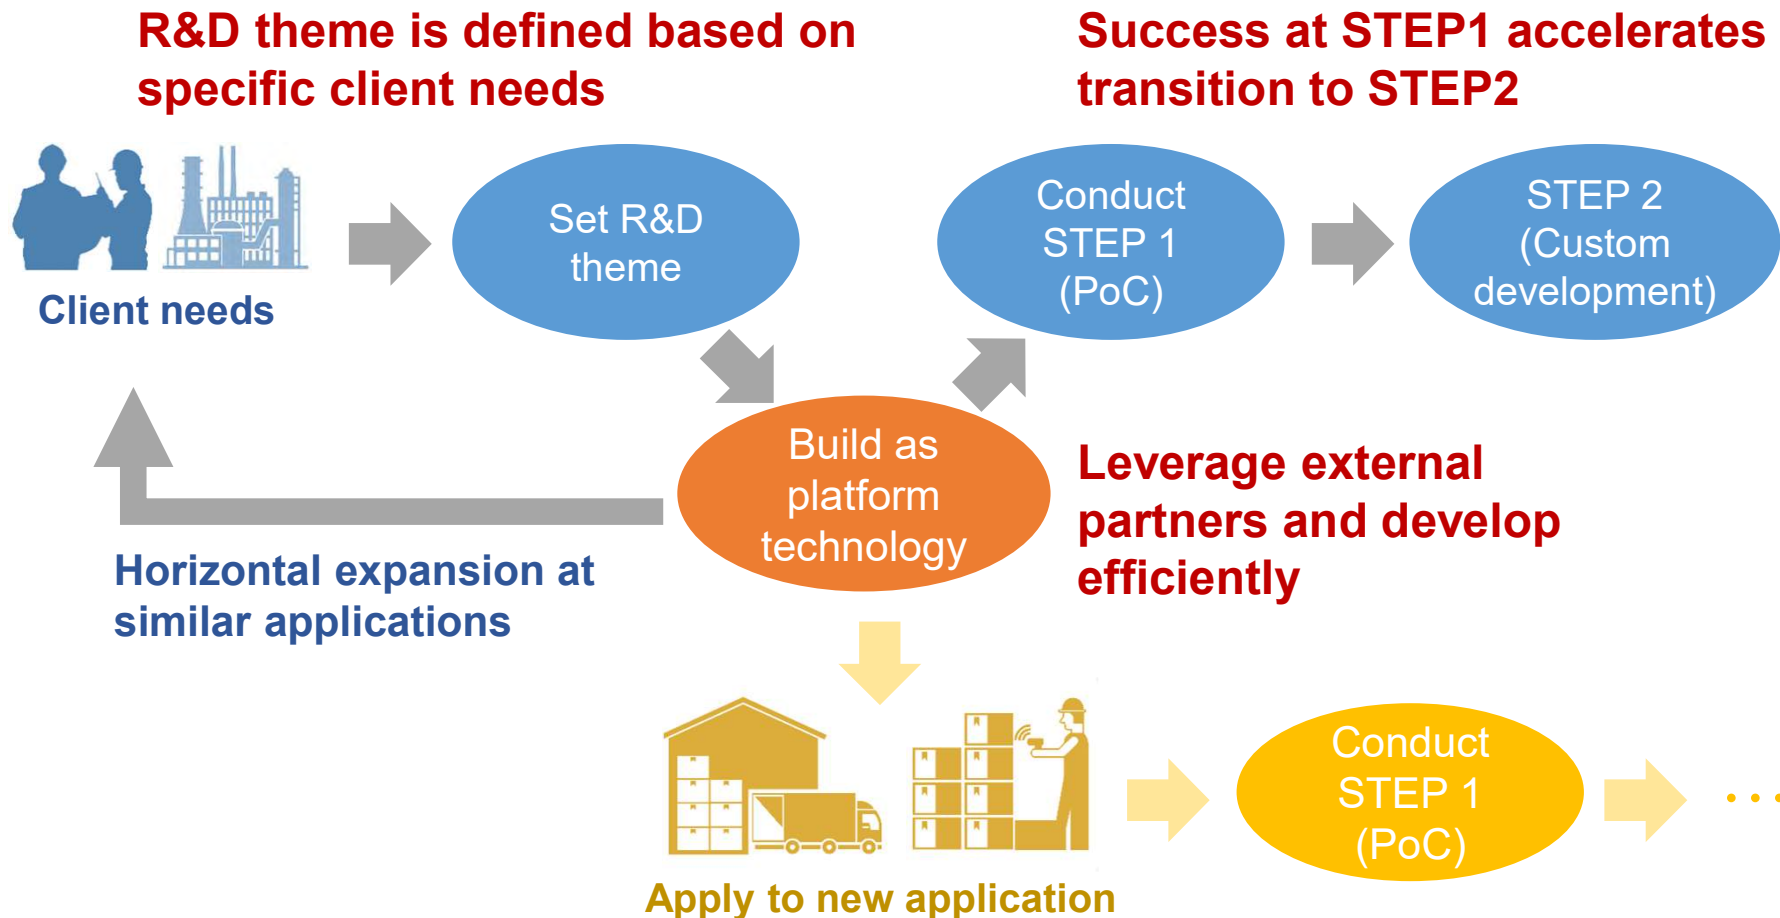 R&D theme is defined based on
specific client needs
Success at STEP1 accelerates
transition to STEP2
Client needs
Set R&D
theme
Conduct
STEP 1
(PoC)
STEP 2
(Custom
development)
Build as
platform
technology
Leverage external
partners and develop
efficiently
Horizontal expansion at
similar applications
Apply to new application
Conduct
STEP 1
(PoC)
...